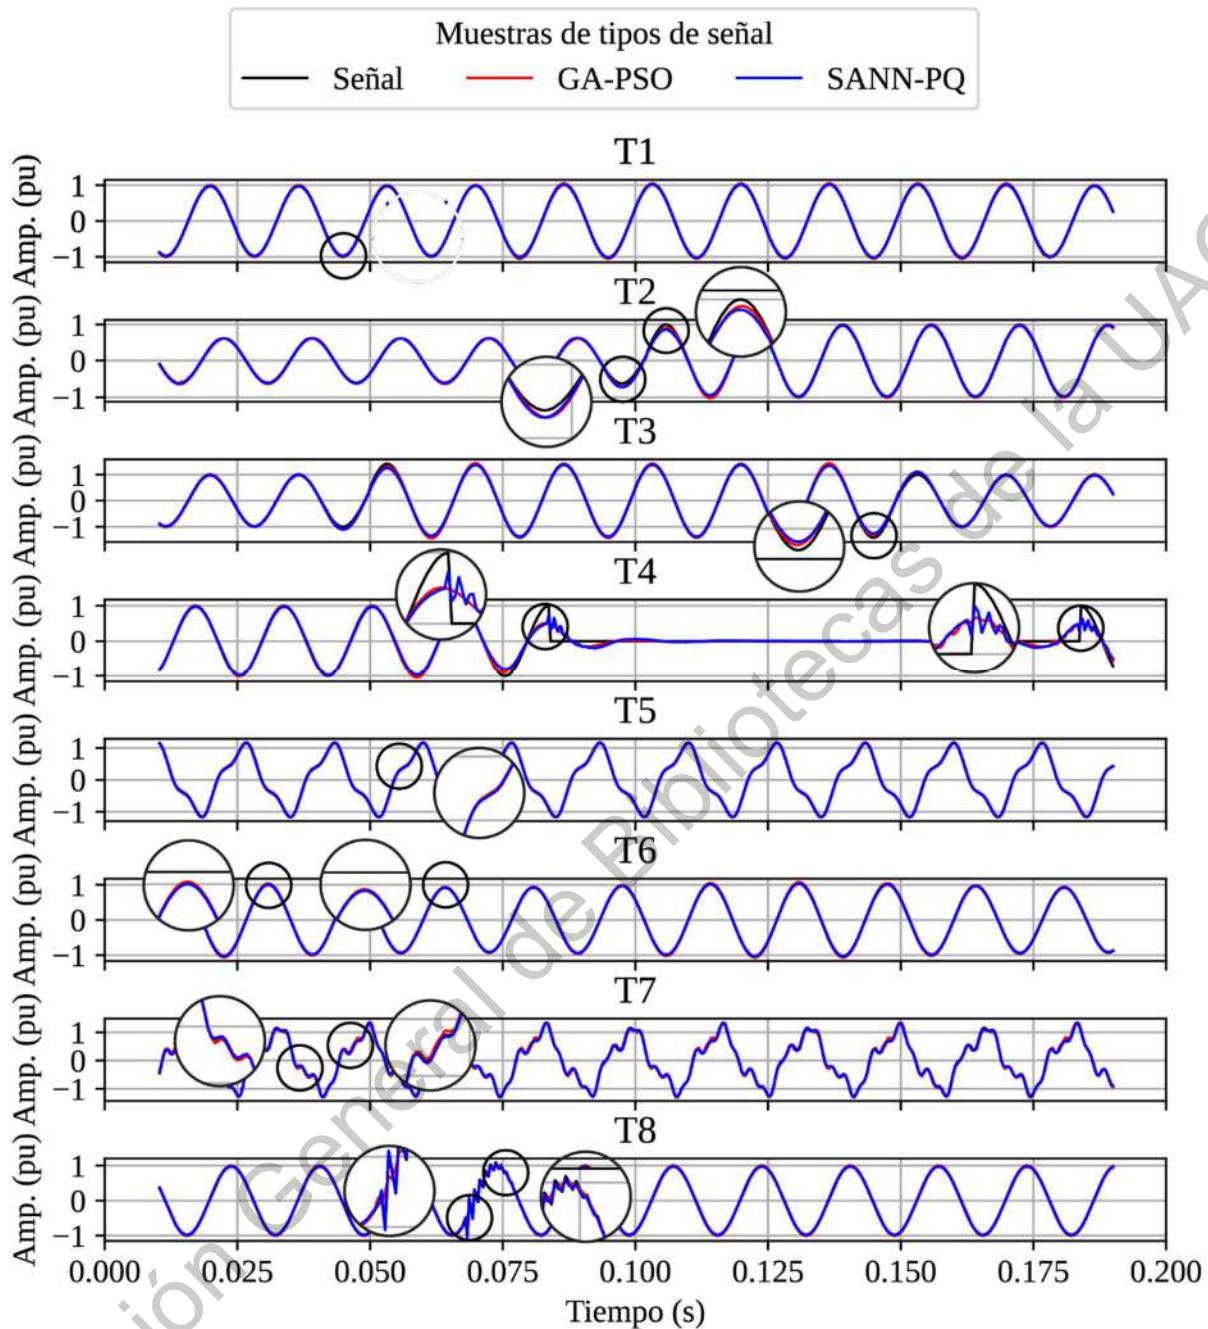 Muestras de tipos de señal
Señal GA-PSO SANN-PQ
T1
Amp. (pu)
1
0
−1
T2
Amp. (pu)
1
0
−1
T3
Amp. (pu)
1
0
−1
T4
Amp. (pu)
1
0
−1
T5
Amp. (pu)
1
0
−1
T6
Amp. (pu)
1
0
−1
T7
Amp. (pu)
1
0
−1
T8
Amp. (pu)
1
0
−1
0.000 0.025 0.050 0.075 0.100 0.125 0.150 0.175 0.200
Tiempo (s)
General de Bibliotecas de la UA